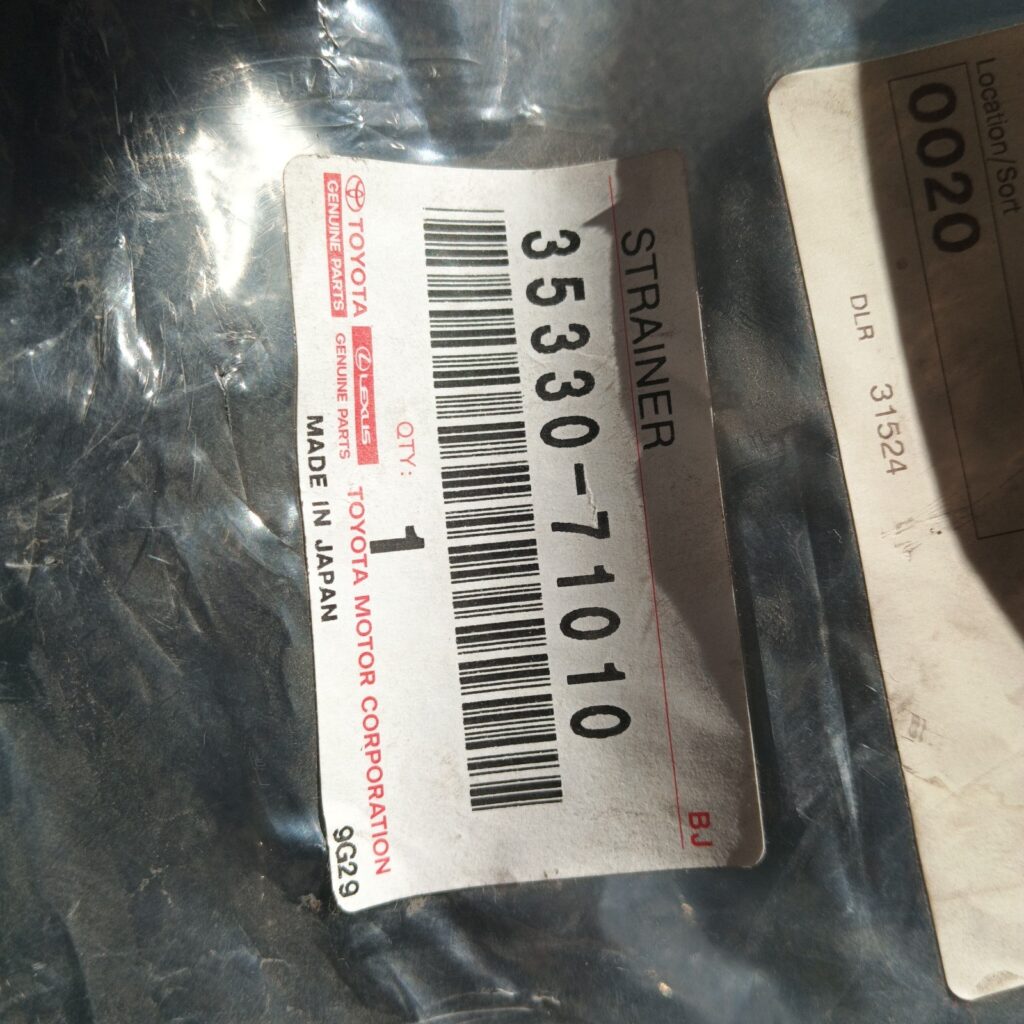 STRAINER
BJ
35330-71010
QTY: 1
TOYOTA
GENUINE PARTS
LEXUS
GENUINE PARTS
TOYOTA MOTOR CORPORATION
MADE IN JAPAN
9G29
Location/Sort
0020
DLR 31524